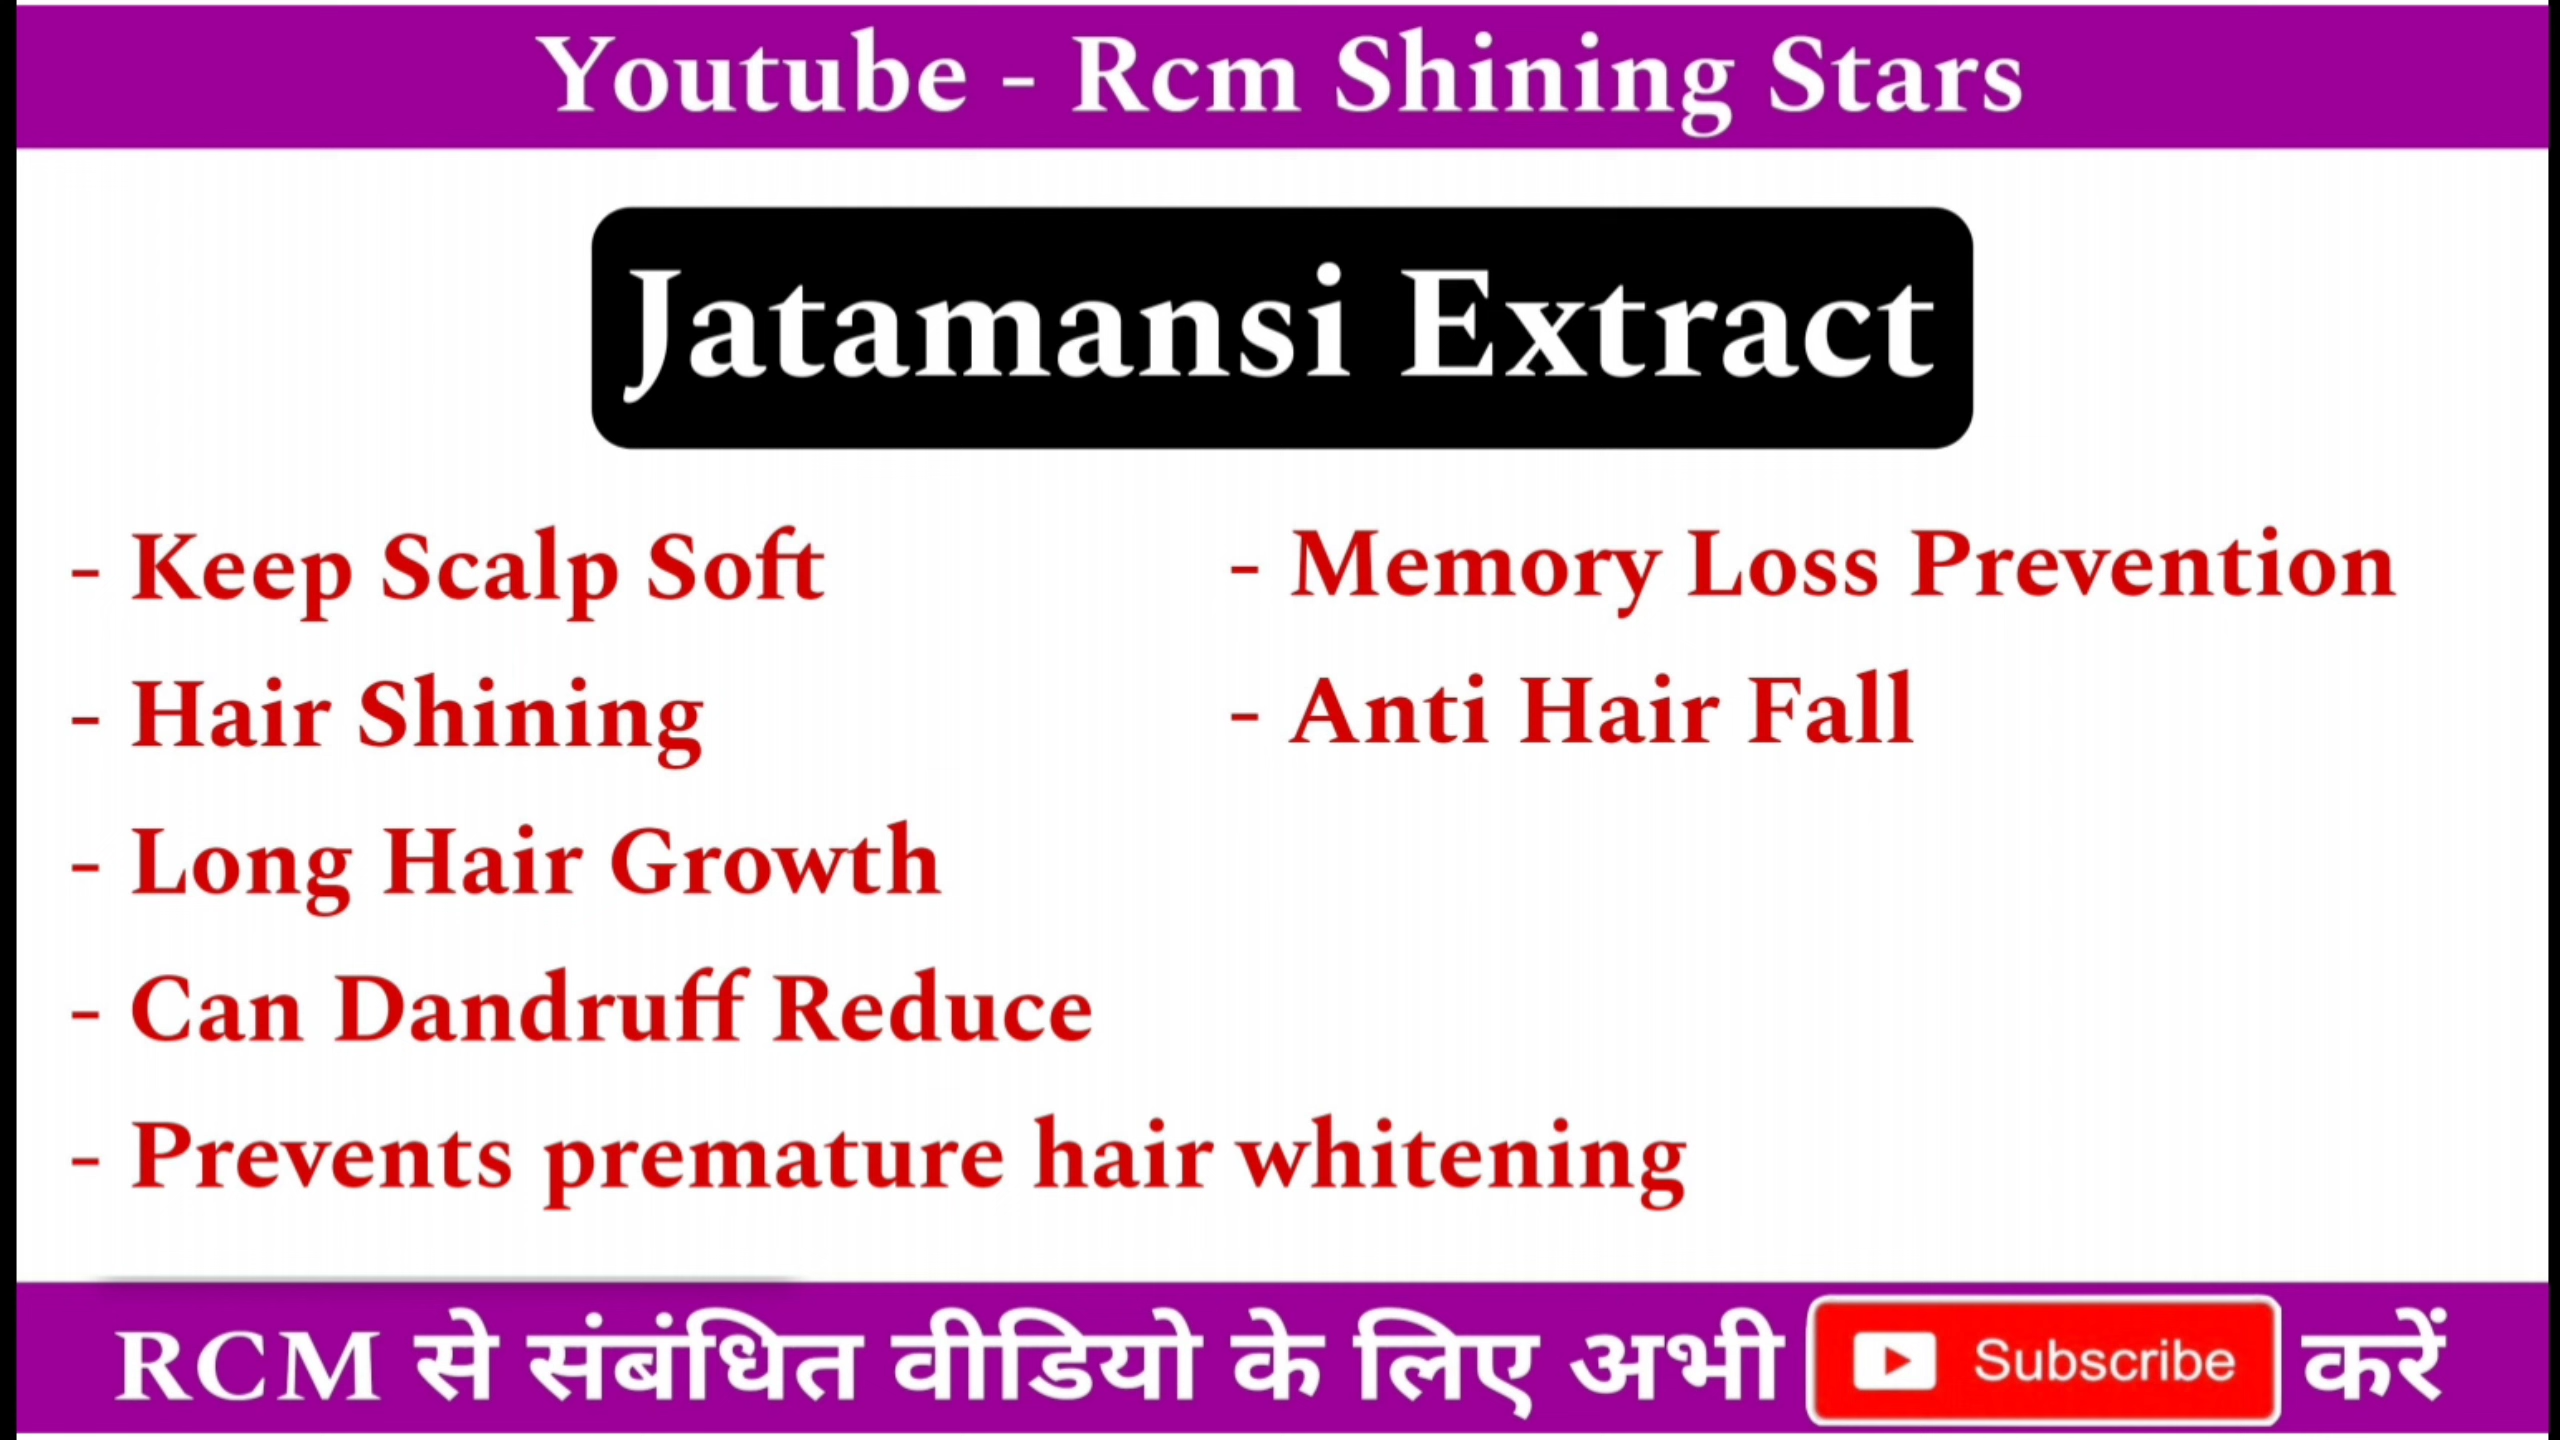 Youtube - Rcm Shining Stars
Jatamansi Extract
- Keep Scalp Soft
- Hair Shining
- Long Hair Growth
- Can Dandruff Reduce
- Prevents premature hair whitening
- Memory Loss Prevention
- Anti Hair Fall
RCM से संबंधित वीडियो के लिए अभी Subscribe करें